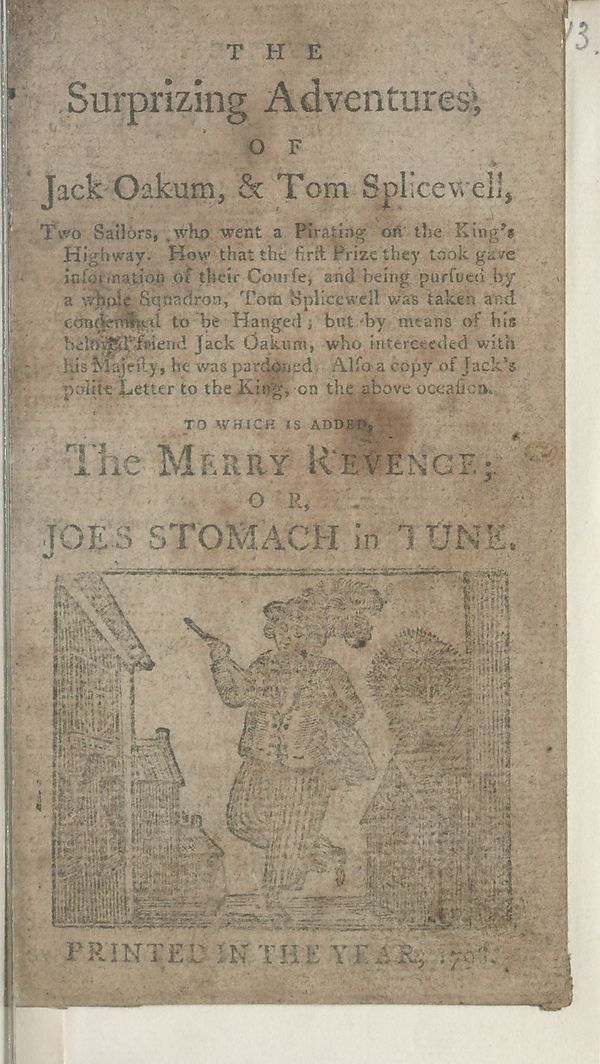 13.
THE
Surprizing Adventures,
OF
Jack Oakum, & Tom Splicewell,
Two Sailors, who went a Pirating on the King's
Highway. How that the firſt Prize they took gave
information of their Courſe, and being purſued by
a whole Squadron, Tom Splicewell was taken and
condemned to be Hanged; but by means of his
beloved friend Jack Oakum, who interceeded with
his Majeſty, he was pardoned. Also a copy of Jack's
polite Letter to the King, on the above occaſion.
TO WHICH IS ADDED,
The MERRY REVENGE;
OR,
JOES STOMACH in TUNE.
PRINTED IN THE YEAR,